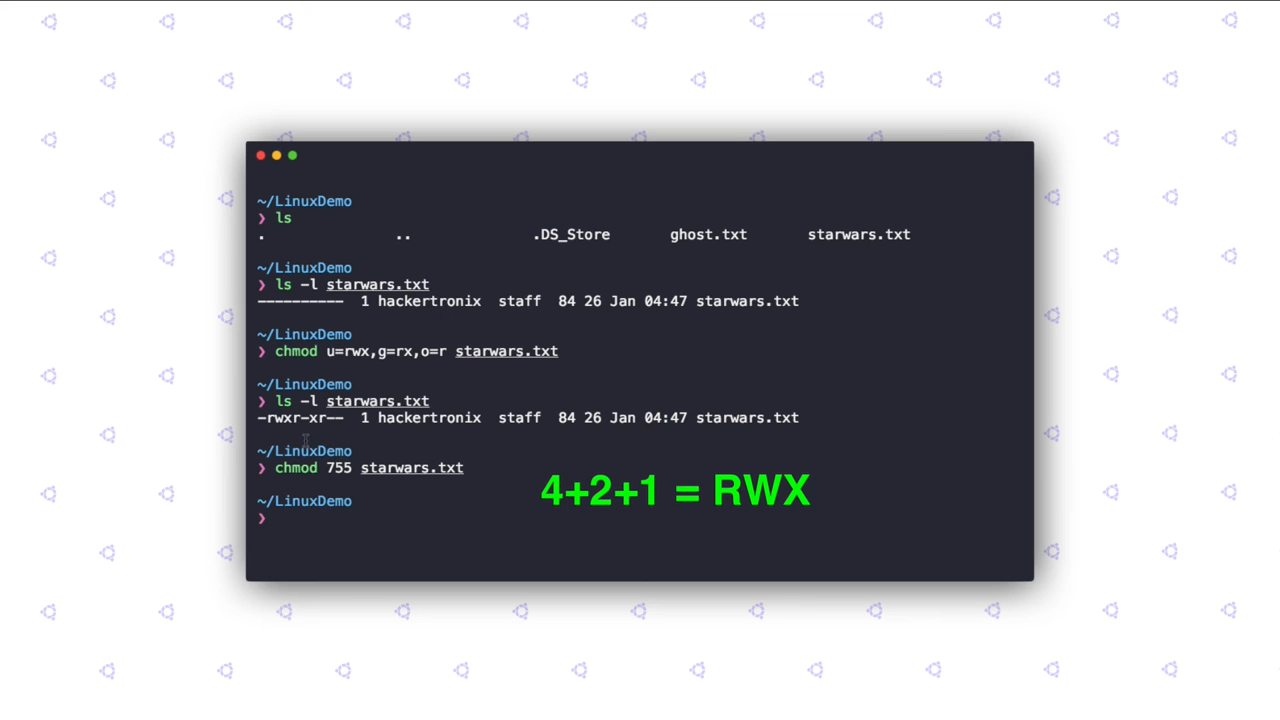 ~/LinuxDemo
❯ ls
. .. .DS_Store ghost.txt starwars.txt
~/LinuxDemo
❯ ls -l starwars.txt
---------- 1 hackertronix staff 84 26 Jan 04:47 starwars.txt
~/LinuxDemo
❯ chmod u=rwx,g=rx,o=r starwars.txt
~/LinuxDemo
❯ ls -l starwars.txt
-rwxr-xr-- 1 hackertronix staff 84 26 Jan 04:47 starwars.txt
~/LinuxDemo
❯ chmod 755 starwars.txt
4+2+1 = RWX
~/LinuxDemo
❯